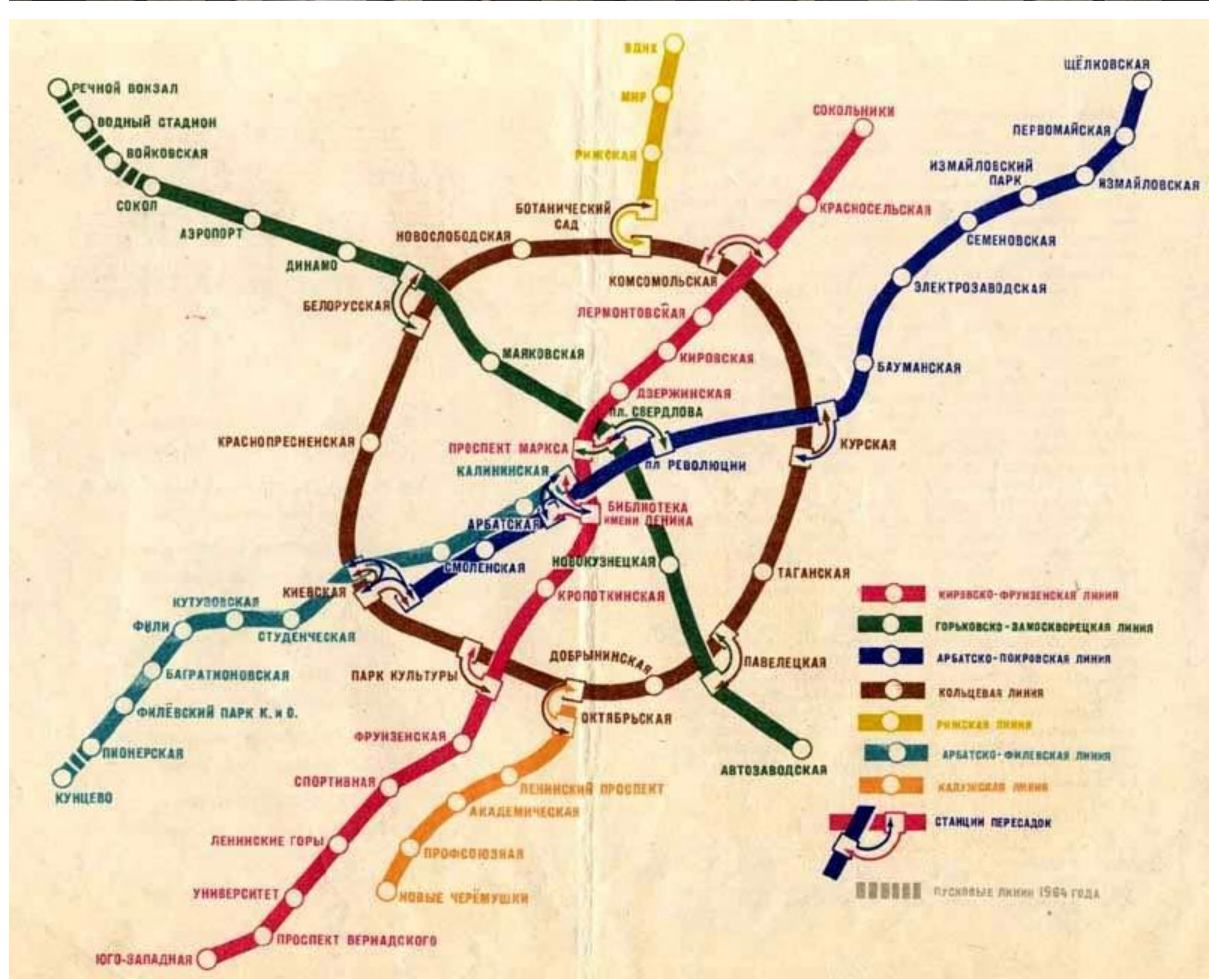 РЕЧНОЙ ВОКЗАЛ
ВОДНЫЙ СТАДИОН
ВОЙКОВСКАЯ
СОКОЛ
АЭРОПОРТ
ДИНАМО
БЕЛОРУССКАЯ
НОВОСЛОБОДСКАЯ
ВДНХ
МИР
РИЖСКАЯ
БОТАНИЧЕСКИЙ
САД
СОКОЛЬНИКИ
КРАСНОСЕЛЬСКАЯ
КОМСОМОЛЬСКАЯ
ЩЁЛКОВСКАЯ
ПЕРВОМАЙСКАЯ
ИЗМАЙЛОВСКИЙ
ПАРК
ИЗМАЙЛОВСКАЯ
СЕМЕНОВСКАЯ
ЭЛЕКТРОЗАВОДСКАЯ
БАУМАНСКАЯ
КУРСКАЯ
ЛЕРМОНТОВСКАЯ
КИРОВСКАЯ
ДЗЕРЖИНСКАЯ
МАЯКОВСКАЯ
пл. СВЕРДЛОВА
ПРОСПЕКТ МАРКСА
пл РЕВОЛЮЦИИ
КРАСНОПРЕСНЕНСКАЯ
КАЛИНИНСКАЯ
АРБАТСКАЯ
БИБЛИОТЕКА
ИМЕНИ ЛЕНИНА
СМОЛЕНСКАЯ
НОВОКУЗНЕЦКАЯ
ТАГАНСКАЯ
КИЕВСКАЯ
КРОПОТКИНСКАЯ
КУТУЗОВСКАЯ
ФИЛИ
СТУДЕНЧЕСКАЯ
БАГРАТИОНОВСКАЯ
ФИЛЁВСКИЙ ПАРК К. и О.
ПИОНЕРСКАЯ
КУНЦЕВО
ПАРК КУЛЬТУРЫ
ДОБРЫНИНСКАЯ
ПАВЕЛЕЦКАЯ
ОКТЯБРЬСКАЯ
АВТОЗАВОДСКАЯ
ФРУНЗЕНСКАЯ
СПОРТИВНАЯ
ЛЕНИНСКИЕ ГОРЫ
УНИВЕРСИТЕТ
ПРОСПЕКТ ВЕРНАДСКОГО
ЮГО-ЗАПАДНАЯ
ЛЕНИНСКИЙ ПРОСПЕКТ
АКАДЕМИЧЕСКАЯ
ПРОФСОЮЗНАЯ
НОВЫЕ ЧЕРЁМУШКИ
КИРОВСКО-ФРУНЗЕНСКАЯ ЛИНИЯ
ГОРЬКОВСКО-ЗАМОСКВОРЕЦКАЯ ЛИНИЯ
АРБАТСКО-ПОКРОВСКАЯ ЛИНИЯ
КОЛЬЦЕВАЯ ЛИНИЯ
РИЖСКАЯ ЛИНИЯ
АРБАТСКО-ФИЛЕВСКАЯ ЛИНИЯ
КАЛУЖСКАЯ ЛИНИЯ
СТАНЦИИ ПЕРЕСАДОК
ПУСКОВЫЕ ЛИНИИ 1964 ГОДА